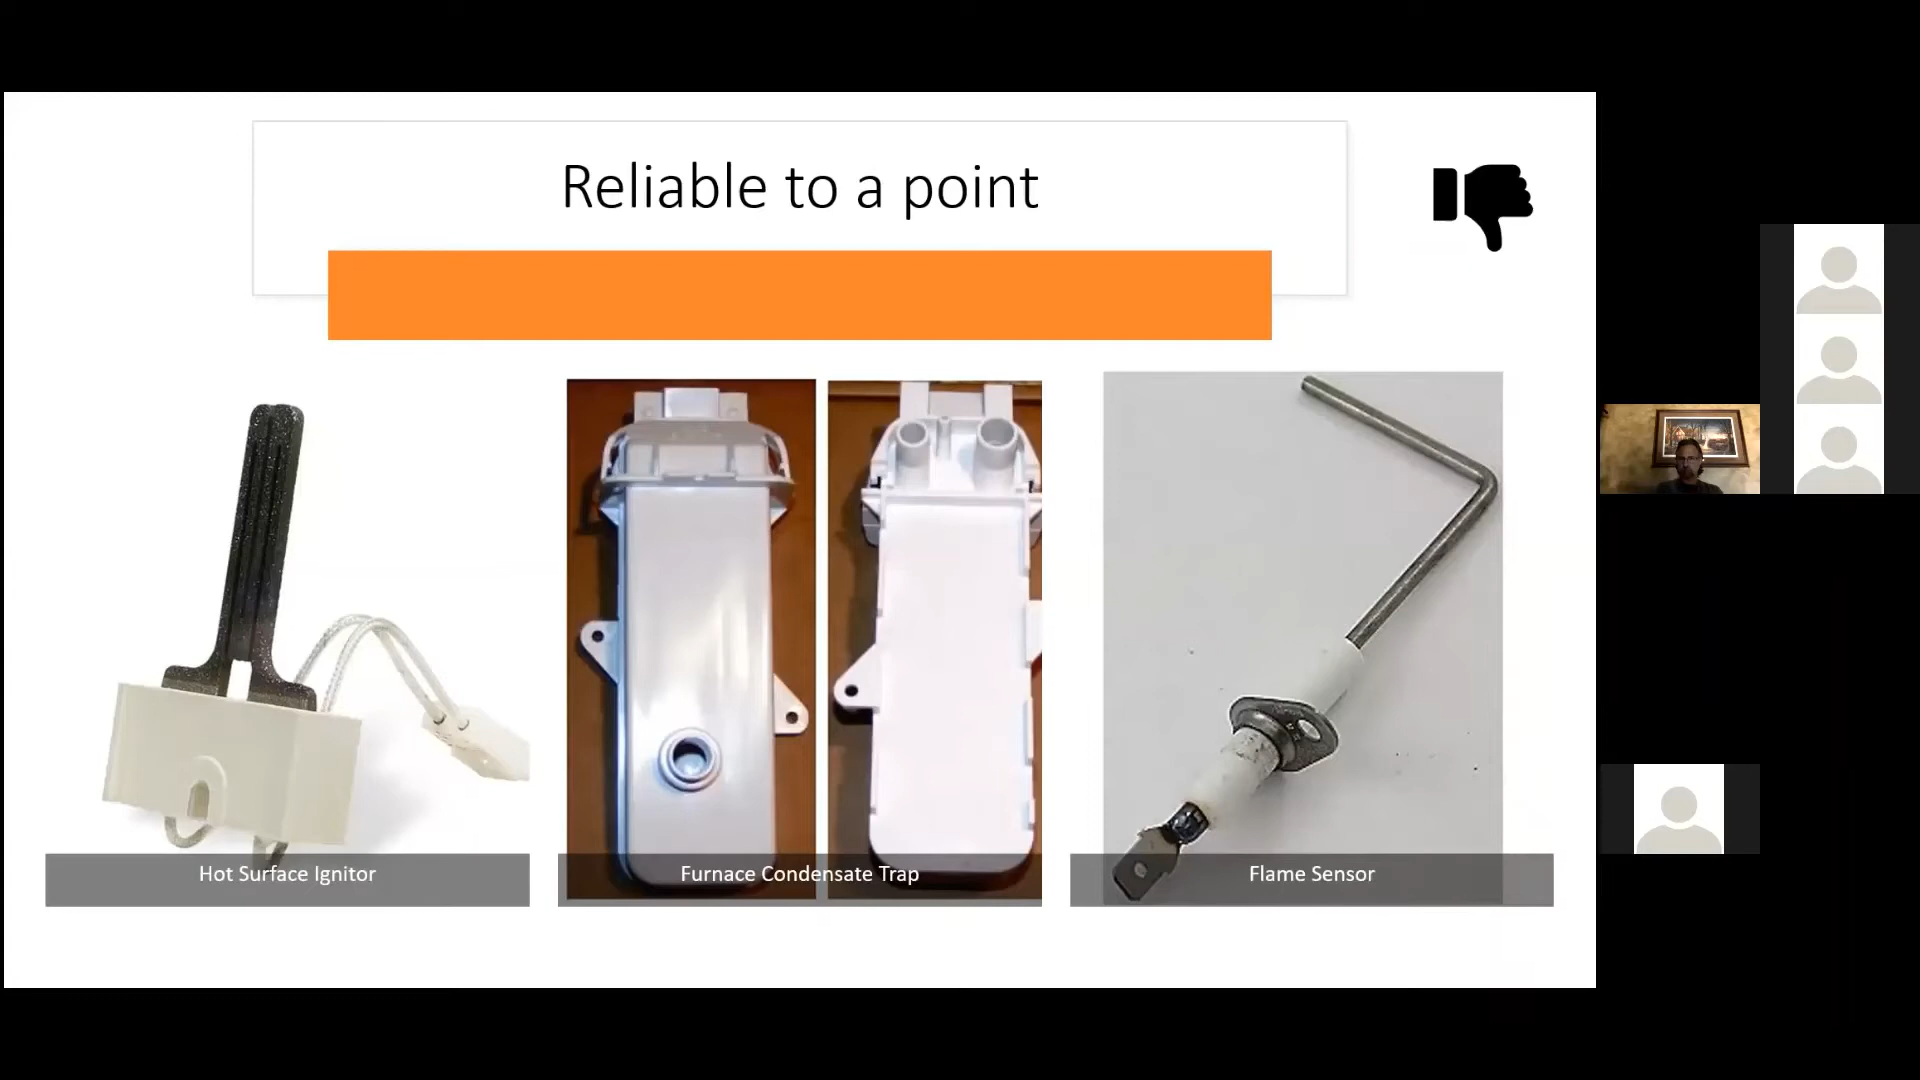 Reliable to a point
Hot Surface Ignitor
Furnace Condensate Trap
Flame Sensor